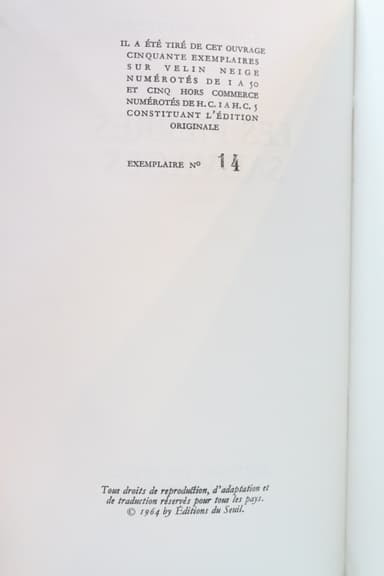 IL A ÉTÉ TIRÉ DE CET OUVRAGE
CINQUANTE EXEMPLAIRES
SUR VELIN NEIGE
NUMÉROTÉS DE 1 A 50
ET CINQ HORS COMMERCE
NUMÉROTÉS DE H.C. 1 A H.C. 5
CONSTITUANT L'ÉDITION
ORIGINALE
EXEMPLAIRE Nº 14
Tous droits de reproduction, d'adaptation et
de traduction réservés pour tous les pays.
© 1964 by Éditions du Seuil.